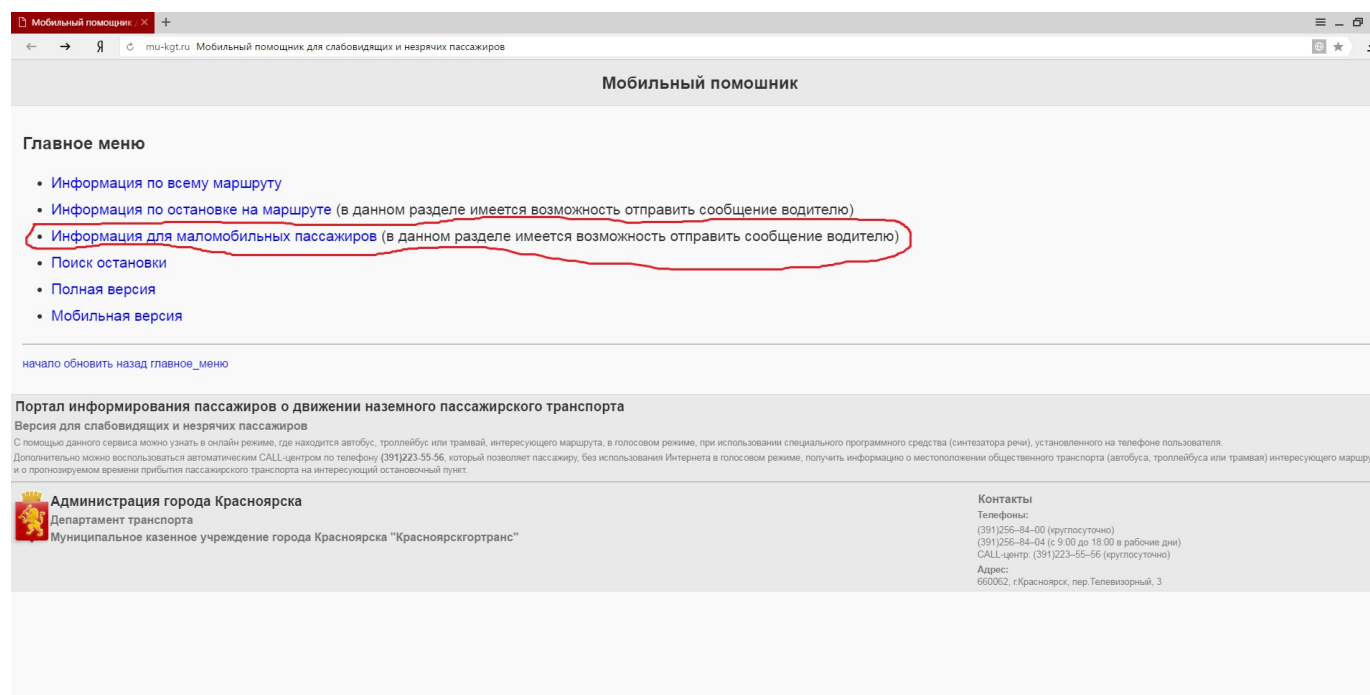 Мобильный помощник /
mu-kgt.ru Мобильный помощник для слабовидящих и незрячих пассажиров
Мобильный помошник
Главное меню
Информация по всему маршруту
Информация по остановке на маршруте (в данном разделе имеется возможность отправить сообщение водителю)
Информация для маломобильных пассажиров (в данном разделе имеется возможность отправить сообщение водителю)
Поиск остановки
Полная версия
Мобильная версия
начало обновить назад главное_меню
Портал информирования пассажиров о движении наземного пассажирского транспорта
Версия для слабовидящих и незрячих пассажиров
С помощью данного сервиса можно узнать в онлайн режиме, где находится автобус, троллейбус или трамвай, интересующего маршрута, в голосовом режиме, при использовании специального программного средства (синтезатора речи), установленного на телефоне пользователя.
Дополнительно можно воспользоваться автоматическим CALL-центром по телефону (391)223-55-56, который позволяет пассажиру, без использования Интернета в голосовом режиме, получить информацию о местоположении общественного транспорта (автобуса, троллейбуса или трамвая) интересующего маршру
и о прогнозируемом времени прибытия пассажирского транспорта на интересующий остановочный пункт.
Администрация города Красноярска
Департамент транспорта
Муниципальное казенное учреждение города Красноярска "Красноярскгортранс"
Контакты
Телефоны:
(391)256–84–00 (круглосуточно)
(391)256–84–04 (с 9:00 до 18:00 в рабочие дни)
CALL-центр: (391)223–55–56 (круглосуточно)
Адрес:
660062, г.Красноярск, пер.Телевизорный, 3